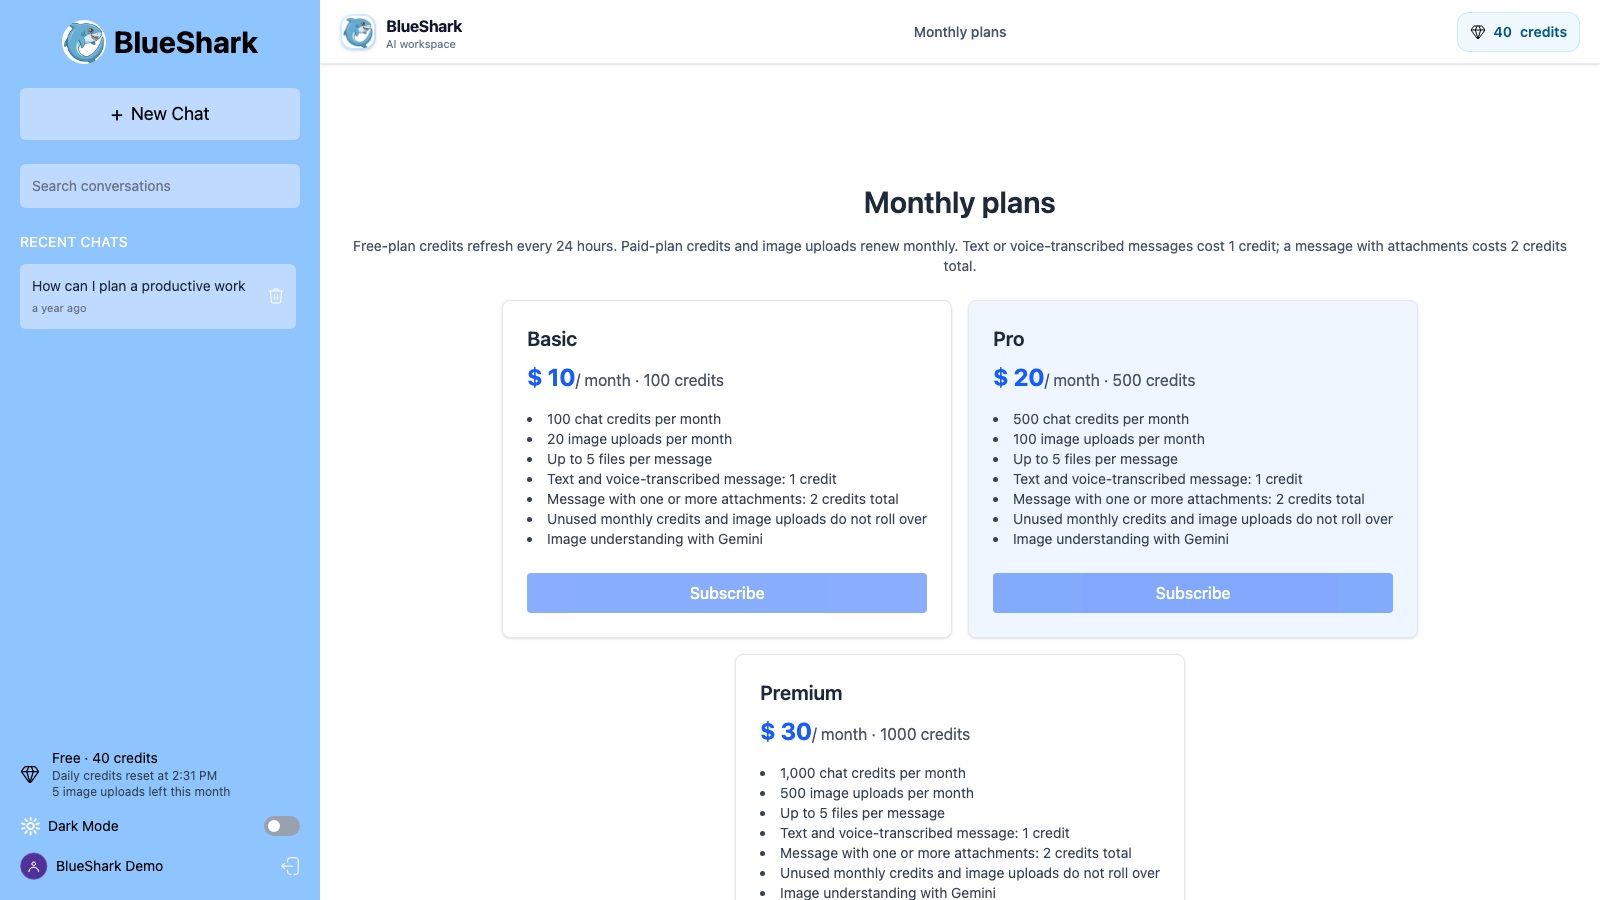 BlueShark
+ New Chat
Search conversations
RECENT CHATS
How can I plan a productive work
a year ago
Free · 40 credits
Daily credits reset at 2:31 PM
5 image uploads left this month
Dark Mode
BlueShark Demo
BlueShark
AI workspace
Monthly plans
40 credits
Monthly plans
Free-plan credits refresh every 24 hours. Paid-plan credits and image uploads renew monthly. Text or voice-transcribed messages cost 1 credit; a message with attachments costs 2 credits
total.
Basic
$ 10/ month · 100 credits
• 100 chat credits per month
• 20 image uploads per month
• Up to 5 files per message
• Text and voice-transcribed message: 1 credit
• Message with one or more attachments: 2 credits total
• Unused monthly credits and image uploads do not roll over
• Image understanding with Gemini
Subscribe
Pro
$ 20/ month · 500 credits
• 500 chat credits per month
• 100 image uploads per month
• Up to 5 files per message
• Text and voice-transcribed message: 1 credit
• Message with one or more attachments: 2 credits total
• Unused monthly credits and image uploads do not roll over
• Image understanding with Gemini
Subscribe
Premium
$ 30/ month · 1000 credits
• 1,000 chat credits per month
• 500 image uploads per month
• Up to 5 files per message
• Text and voice-transcribed message: 1 credit
• Message with one or more attachments: 2 credits total
• Unused monthly credits and image uploads do not roll over
• Image understanding with Gemini